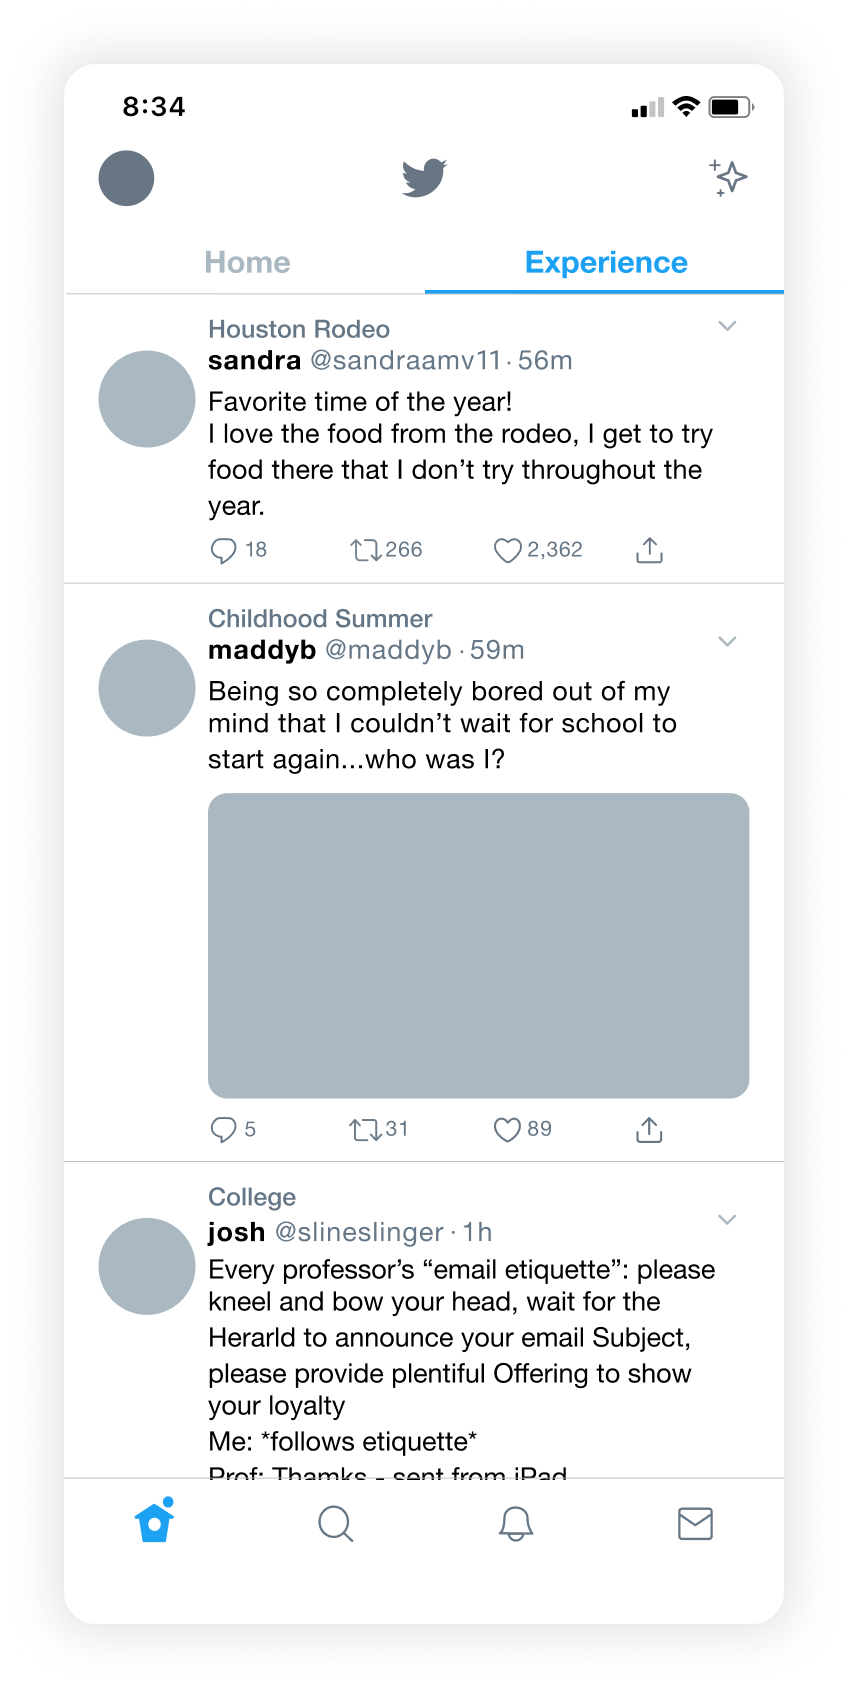 8:34
Home
Experience
Houston Rodeo
sandra @sandraamv11 · 56m
Favorite time of the year!
I love the food from the rodeo, I get to try
food there that I don’t try throughout the
year.
18 266 2,362
Childhood Summer
maddyb @maddyb · 59m
Being so completely bored out of my
mind that I couldn’t wait for school to
start again...who was I?
5 31 89
College
josh @slineslinger · 1h
Every professor’s “email etiquette”: please
kneel and bow your head, wait for the
Herarld to announce your email Subject,
please provide plentiful Offering to show
your loyalty
Me: *follows etiquette*
Prof: Thamks - sent from iPad